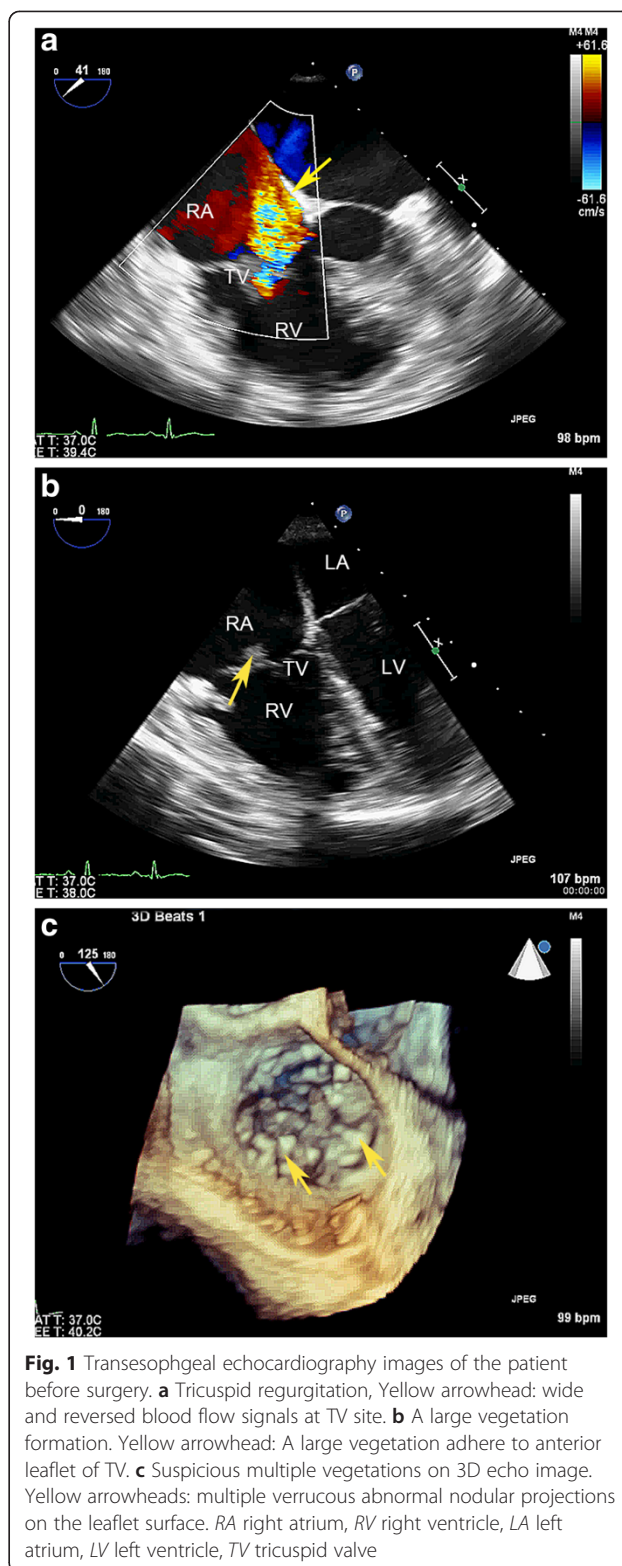 a
M4 M4
+61.6
0 41 180
P
RA
x
-61.6
cm/s
TV
RV
JPEG
AT T: 37.0C
EE T: 39.4C
98 bpm
b
M4
0 0 180
P
LA
RA
x
TV
LV
RV
JPEG
AT T: 37.0C
EE T: 38.0C
107 bpm
00:00:00
c
3D Beats 1
M4
0 125 180
JPEG
AT T: 37.0C
EE T: 40.2C
99 bpm
Fig. 1 Transesophgeal echocardiography images of the patient
before surgery. a Tricuspid regurgitation, Yellow arrowhead: wide
and reversed blood flow signals at TV site. b A large vegetation
formation. Yellow arrowhead: A large vegetation adhere to anterior
leaflet of TV. c Suspicious multiple vegetations on 3D echo image.
Yellow arrowheads: multiple verrucous abnormal nodular projections
on the leaflet surface. RA right atrium, RV right ventricle, LA left
atrium, LV left ventricle, TV tricuspid valve